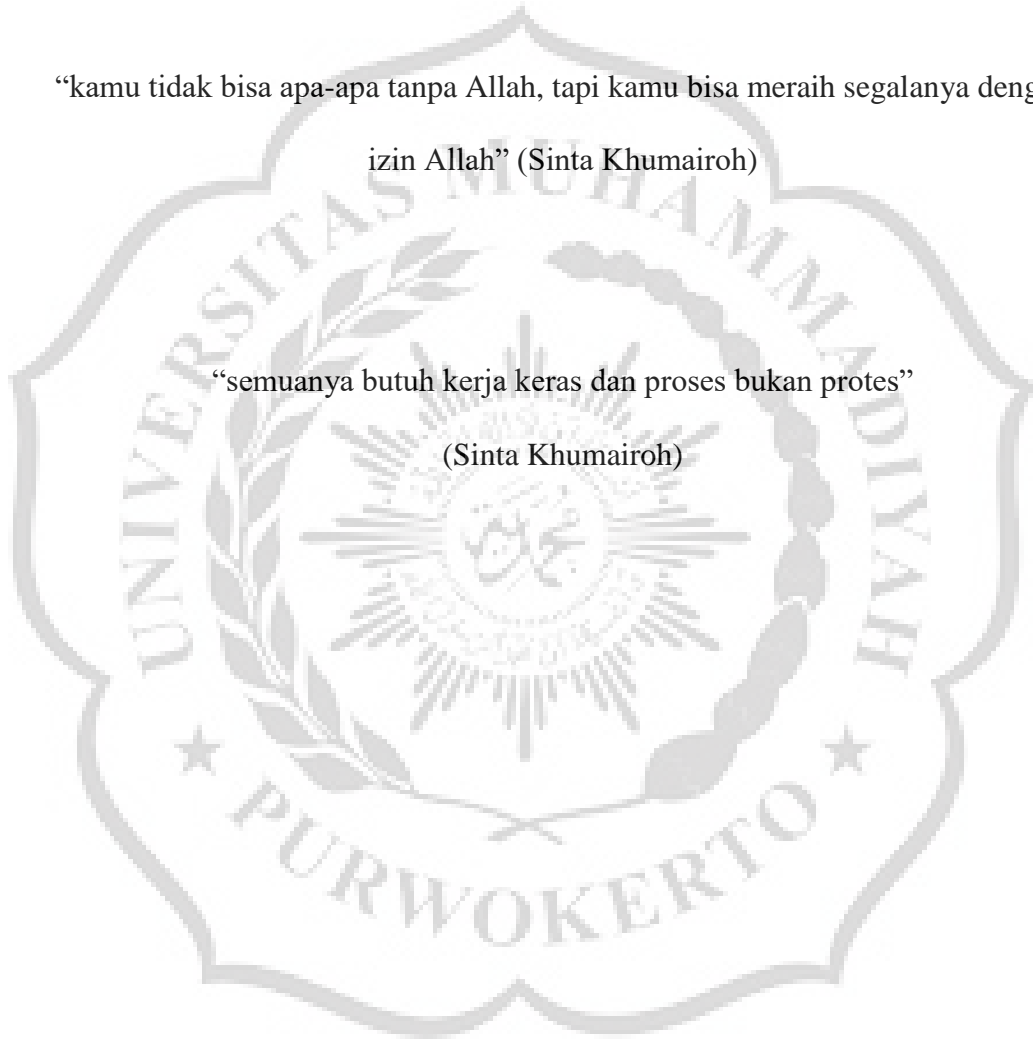 “kamu tidak bisa apa-apa tanpa Allah, tapi kamu bisa meraih segalanya deng
izin Allah” (Sinta Khumairoh)
“semuanya butuh kerja keras dan proses bukan protes”
(Sinta Khumairoh)
UNIVERSITAS MUHAMMADIYAH
PURWOKERTO